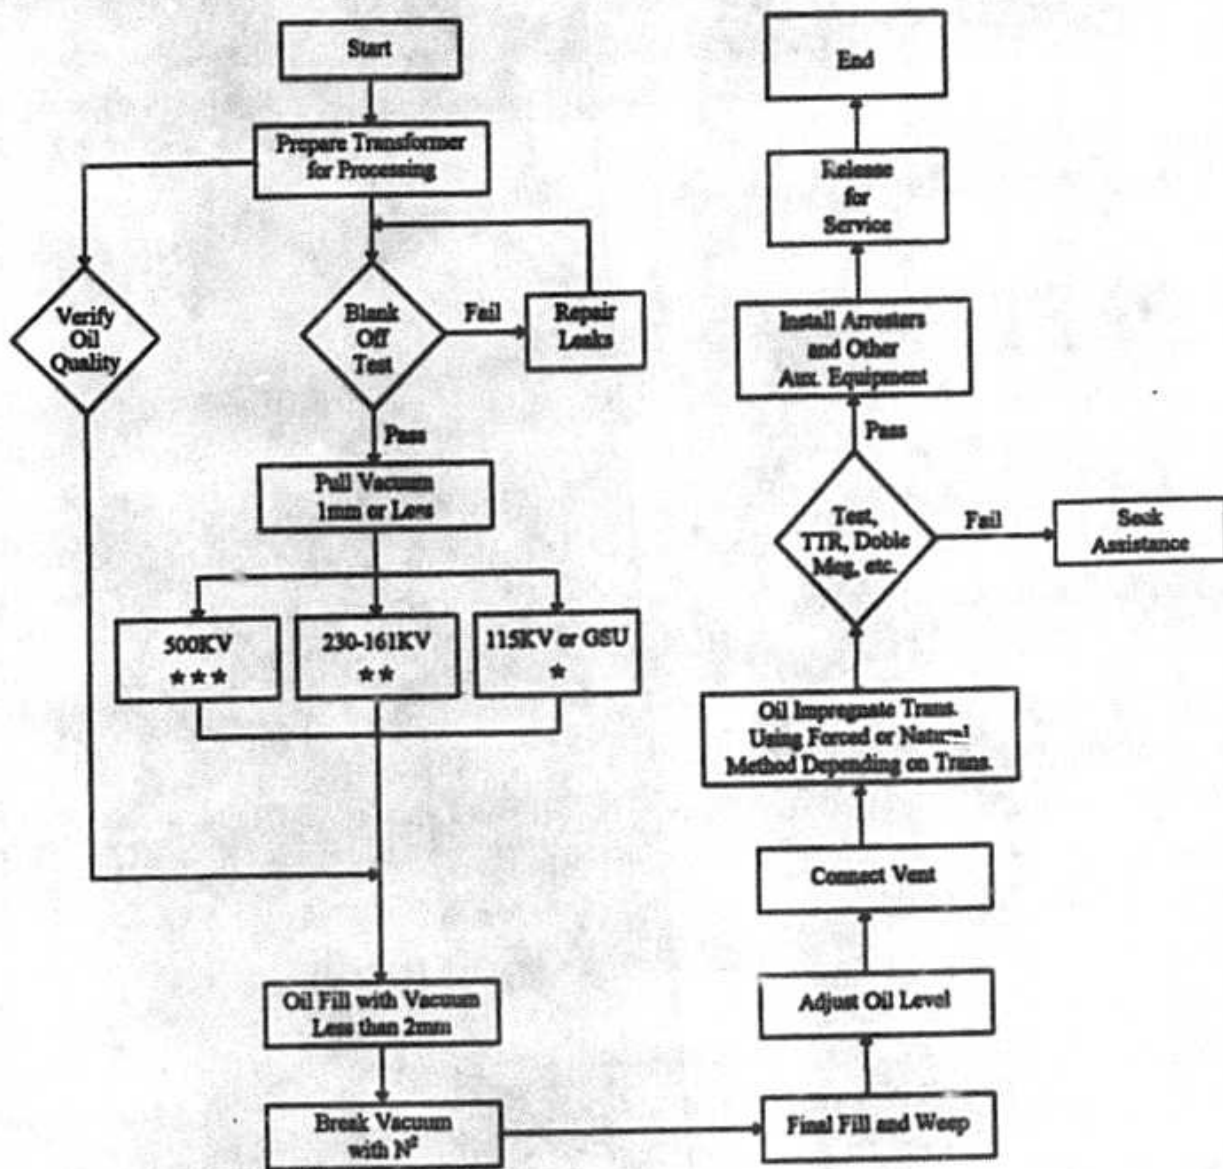 Start
Prepare Transformer
for Processing
Verify
Oil
Quality
Blank
Off
Test
Fail
Repair
Leaks
Pass
Pull Vacuum
1mm or Less
500KV
★★★
230-161KV
★★
115KV or GSU
★
Oil Fill with Vacuum
Less than 2mm
Break Vacuum
with N²
Final Fill and Weep
Adjust Oil Level
Connect Vent
Oil Impregnate Trans.
Using Forced or Natural
Method Depending on Trans.
Test,
TTR, Doble
Meg, etc.
Fail
Seek
Assistance
Pass
Install Arresters
and Other
Aux. Equipment
Release
for
Service
End